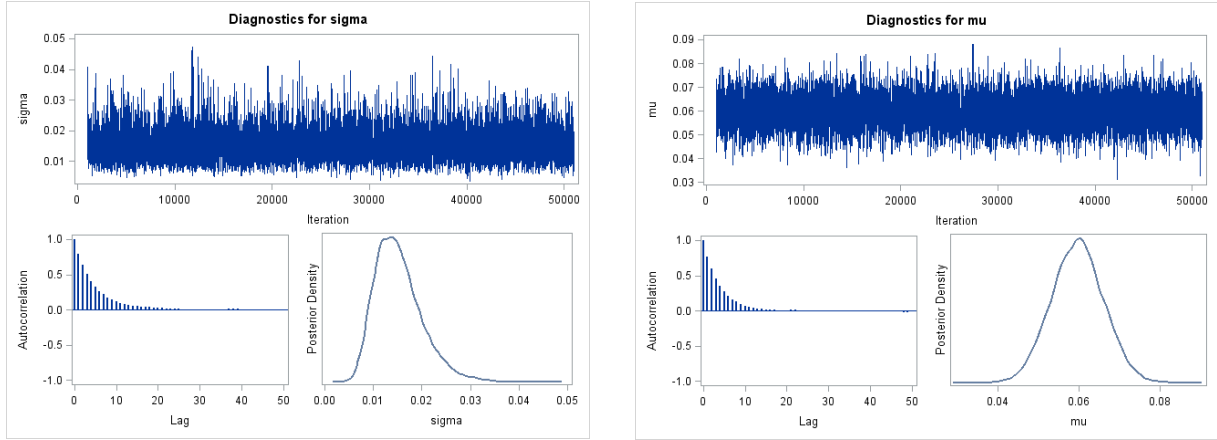 Diagnostics for sigma
0.05
0.04
0.03
0.02
0.01
sigma
0 10000 20000 30000 40000 50000
Iteration
1.0
0.5
0.0
-0.5
-1.0
Autocorrelation
0 10 20 30 40 50
Lag
Posterior Density
0.00 0.01 0.02 0.03 0.04 0.05
sigma
Diagnostics for mu
0.09
0.08
0.07
0.06
0.05
0.04
0.03
mu
0 10000 20000 30000 40000 50000
Iteration
1.0
0.5
0.0
-0.5
-1.0
Autocorrelation
0 10 20 30 40 50
Lag
Posterior Density
0.04 0.06 0.08
mu